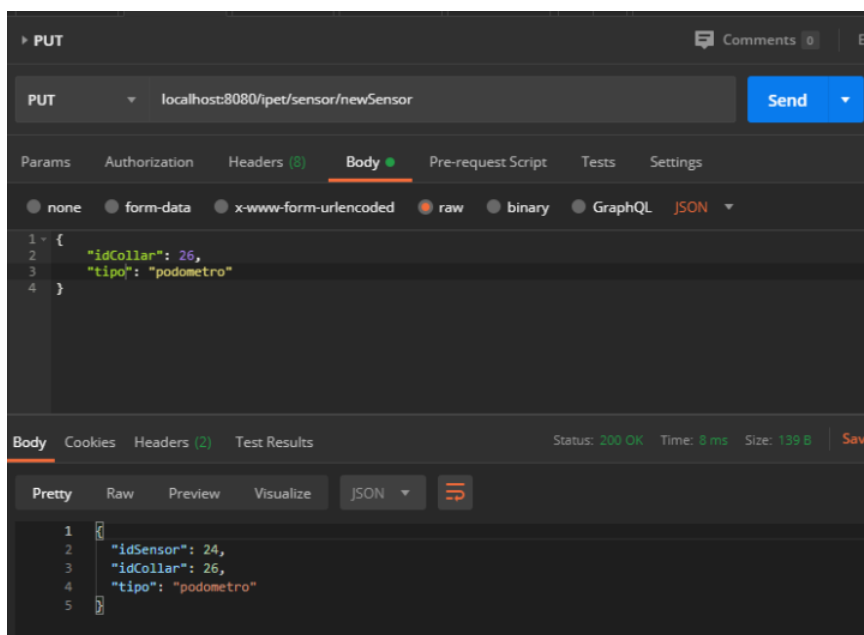 PUT
Comments 0
PUT localhost:8080/ipet/sensor/newSensor Send
Params Authorization Headers (8) Body Pre-request Script Tests Settings
none form-data x-www-form-urlencoded raw binary GraphQL JSON
1 {
2 "idCollar": 26,
3 "tipo": "podometro"
4 }
Body Cookies Headers (2) Test Results Status: 200 OK Time: 8 ms Size: 139 B Sav
Pretty Raw Preview Visualize JSON
1 {
2 "idSensor": 24,
3 "idCollar": 26,
4 "tipo": "podometro"
5 }